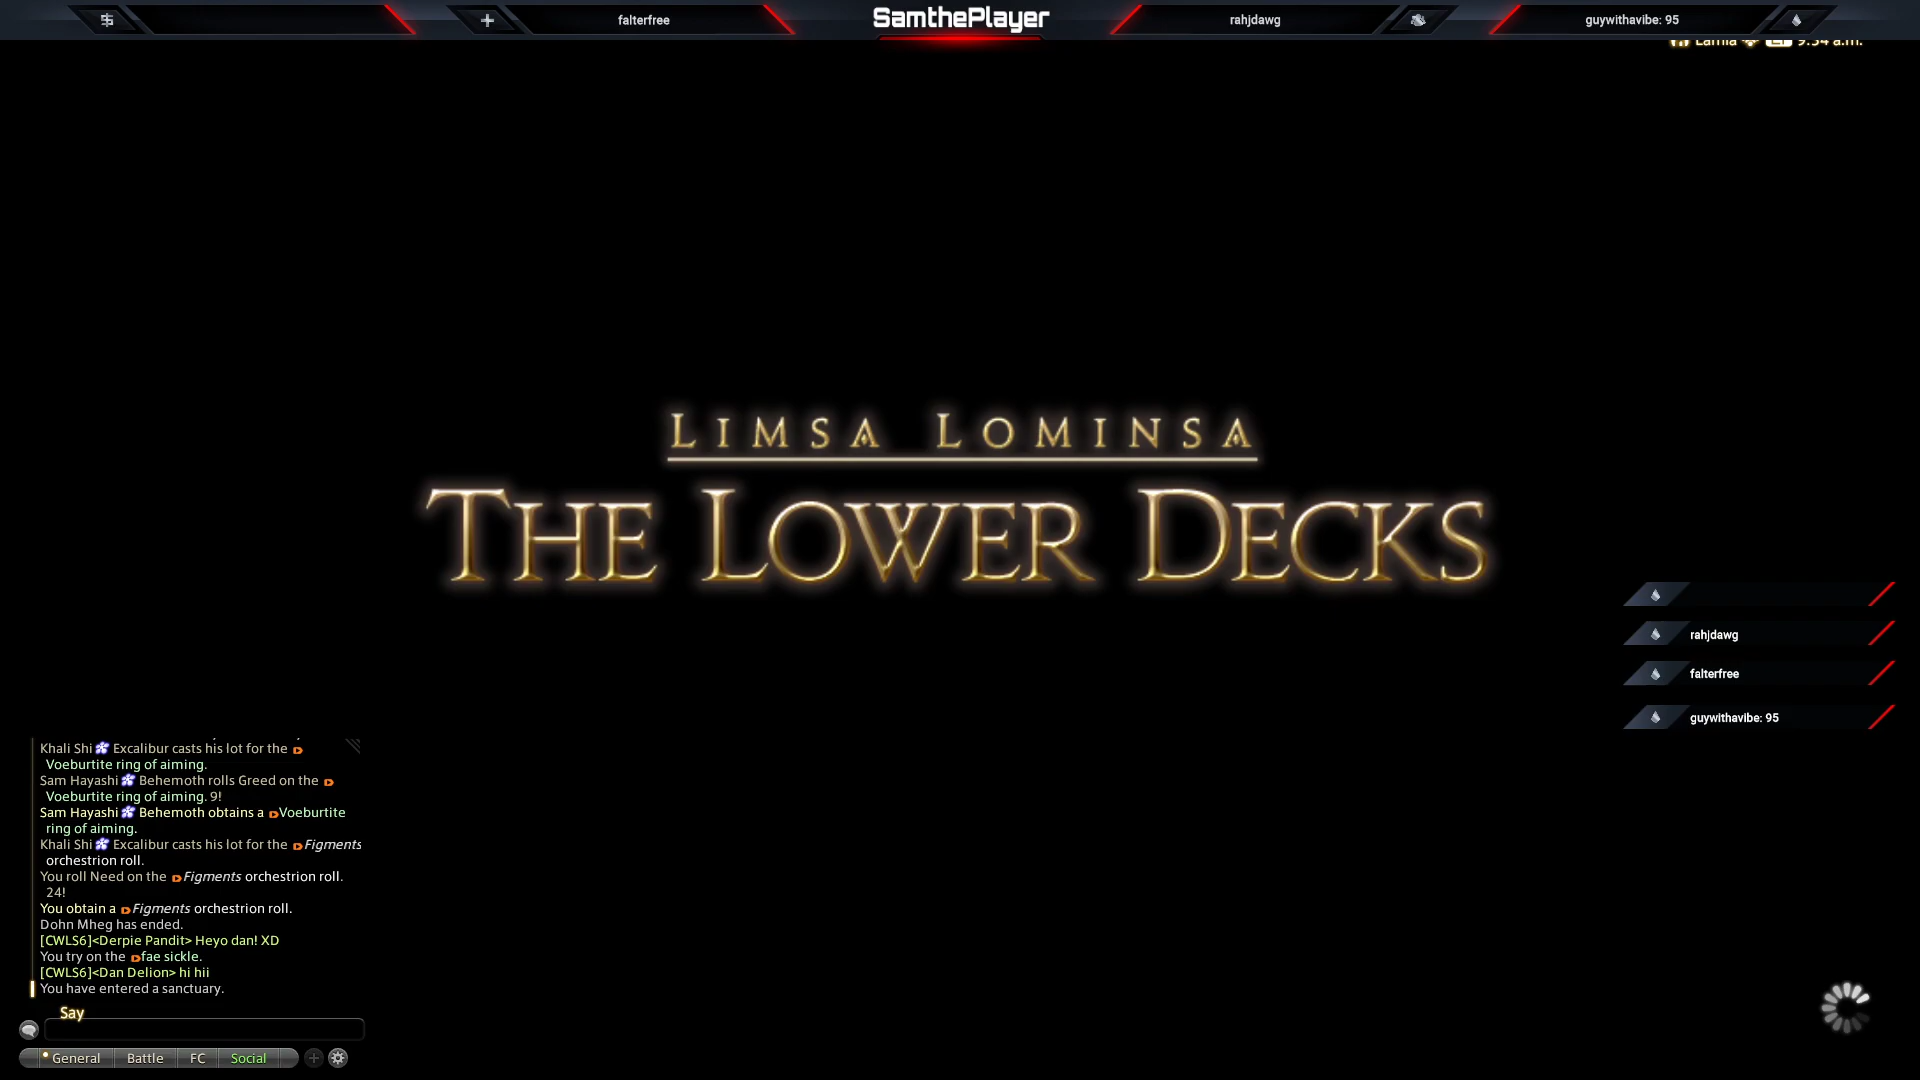 falterfree
SamthePlayer
rahjdawg
guywithavibe: 95
Lamia
LT 9:54 a.m.
LIMSA LOMINSA
THE LOWER DECKS
rahjdawg
falterfree
guywithavibe: 95
Khali Shi Excalibur casts his lot for the
Voeburtite ring of aiming.
Sam Hayashi Behemoth rolls Greed on the
Voeburtite ring of aiming. 9!
Sam Hayashi Behemoth obtains a Voeburtite
ring of aiming.
Khali Shi Excalibur casts his lot for the Figments
orchestrion roll.
You roll Need on the Figments orchestrion roll.
24!
You obtain a Figments orchestrion roll.
Dohn Mheg has ended.
[CWLS6]<Derpie Pandit> Heyo dan! XD
You try on the fae sickle.
[CWLS6]<Dan Delion> hi hii
You have entered a sanctuary.
Say
General Battle FC Social